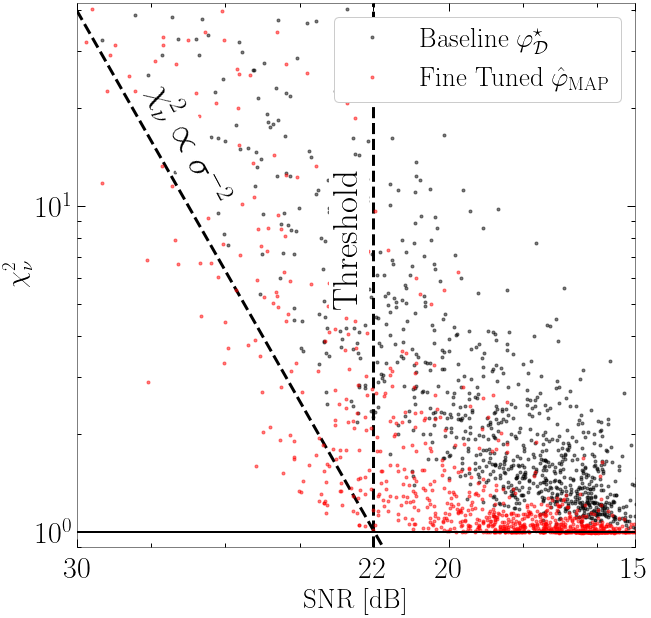 Baseline φ⋆𝒟
Fine Tuned φ̂MAP
χ²ν ∝ σ⁻²
Threshold
χ²ν
10¹
10⁰
30
22
20
15
SNR [dB]